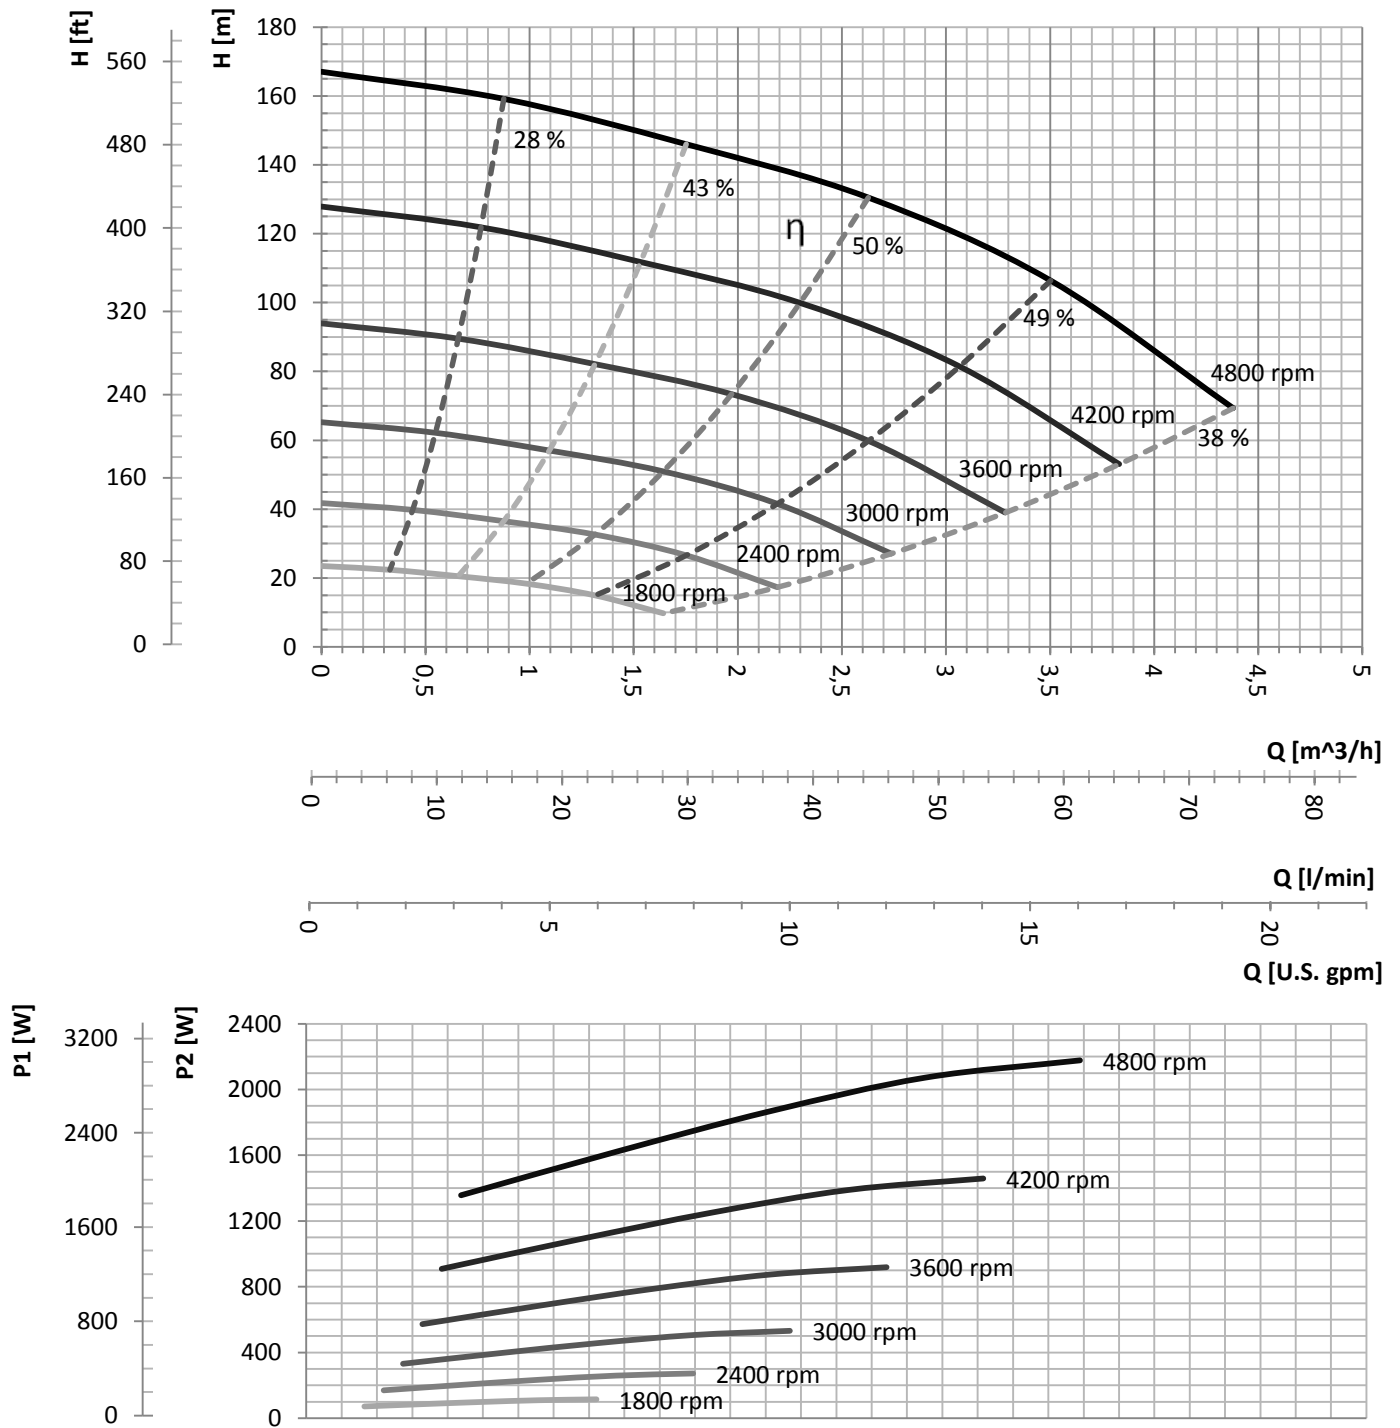 H [ft]
H [m]
560
480
400
320
240
160
80
0
180
160
140
120
100
80
60
40
20
0
28 %
43 %
η
50 %
49 %
38 %
4800 rpm
4200 rpm
3600 rpm
3000 rpm
2400 rpm
1800 rpm
0 0,5 1 1,5 2 2,5 3 3,5 4 4,5 5
Q [m^3/h]
0 10 20 30 40 50 60 70 80
Q [l/min]
0 5 10 15 20
Q [U.S. gpm]
P1 [W]
P2 [W]
3200
2400
1600
800
0
2400
2000
1600
1200
800
400
0
4800 rpm
4200 rpm
3600 rpm
3000 rpm
2400 rpm
1800 rpm